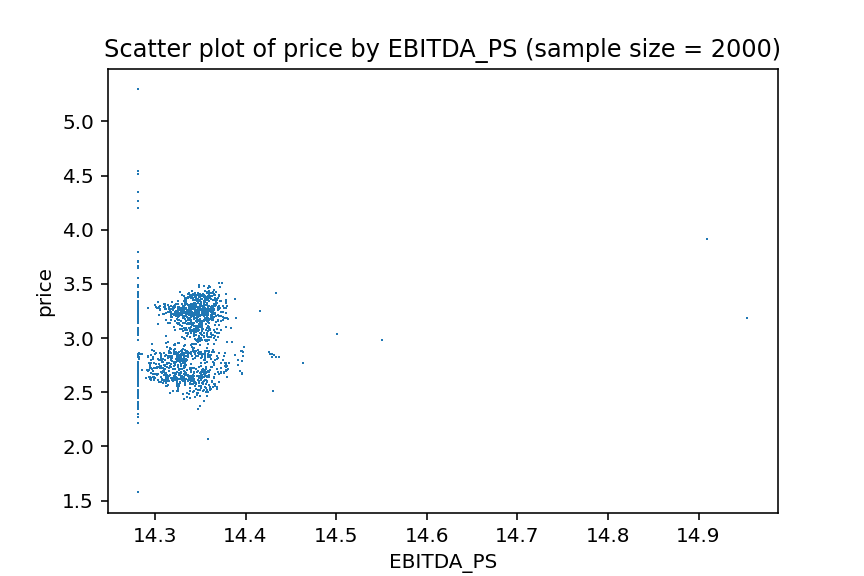 Scatter plot of price by EBITDA_PS (sample size = 2000)
5.0
4.5
4.0
3.5
3.0
2.5
2.0
1.5
price
14.3 14.4 14.5 14.6 14.7 14.8 14.9
EBITDA_PS